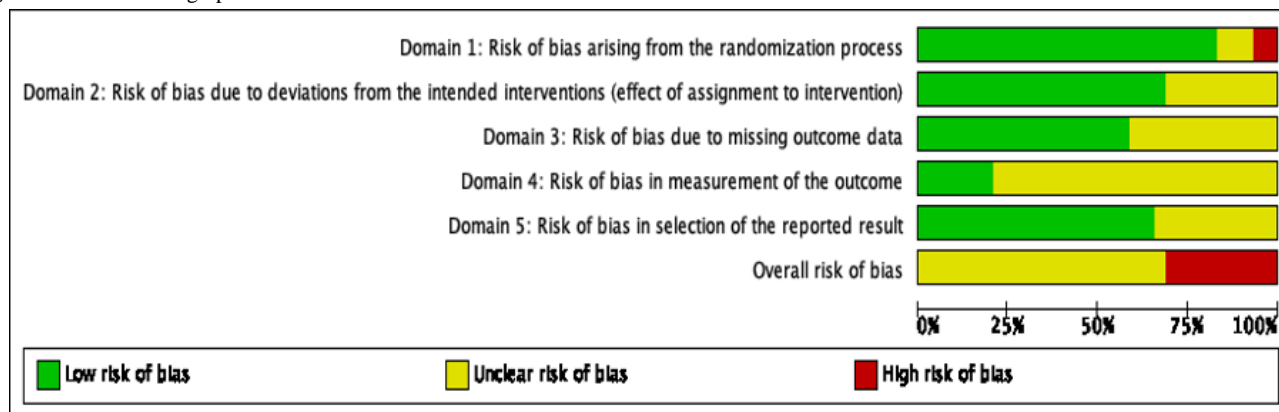 Domain 1: Risk of bias arising from the randomization process
Domain 2: Risk of bias due to deviations from the intended interventions (effect of assignment to intervention)
Domain 3: Risk of bias due to missing outcome data
Domain 4: Risk of bias in measurement of the outcome
Domain 5: Risk of bias in selection of the reported result
Overall risk of bias
0% 25% 50% 75% 100%
Low risk of bias Unclear risk of bias High risk of bias